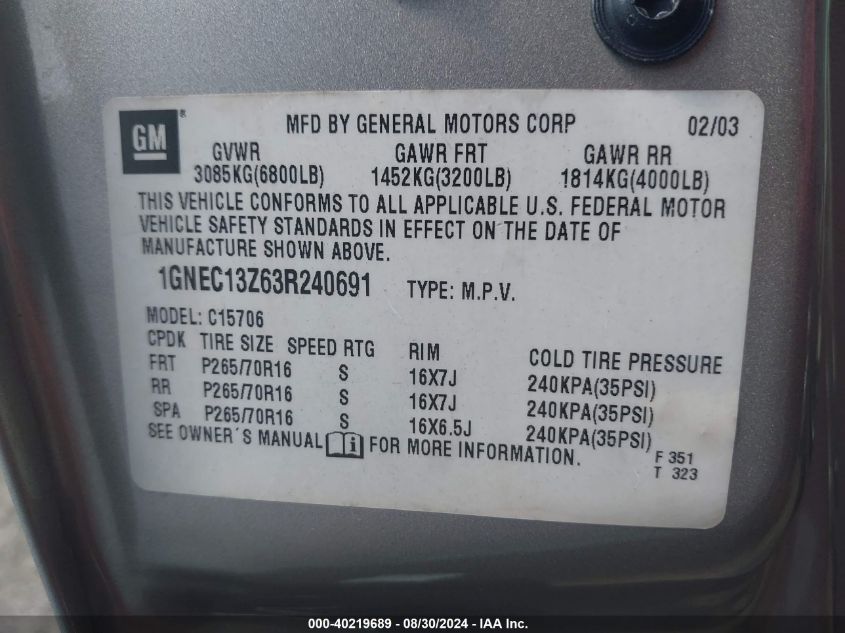 GM®
MFD BY GENERAL MOTORS CORP 02/03
GVWR GAWR FRT GAWR RR
3085KG(6800LB) 1452KG(3200LB) 1814KG(4000LB)
THIS VEHICLE CONFORMS TO ALL APPLICABLE U.S. FEDERAL MOTOR
VEHICLE SAFETY STANDARDS IN EFFECT ON THE DATE OF
MANUFACTURE SHOWN ABOVE.
1GNEC13Z63R240691 TYPE: M.P.V.
MODEL: C15706
CPDK TIRE SIZE SPEED RTG RIM COLD TIRE PRESSURE
FRT P265/70R16 S 16X7J 240KPA(35PSI)
RR P265/70R16 S 16X7J 240KPA(35PSI)
SPA P265/70R16 S 16X6.5J 240KPA(35PSI)
SEE OWNER´S MANUAL i FOR MORE INFORMATION.
F 351
T 323
000-40219689 - 08/30/2024 - IAA Inc.